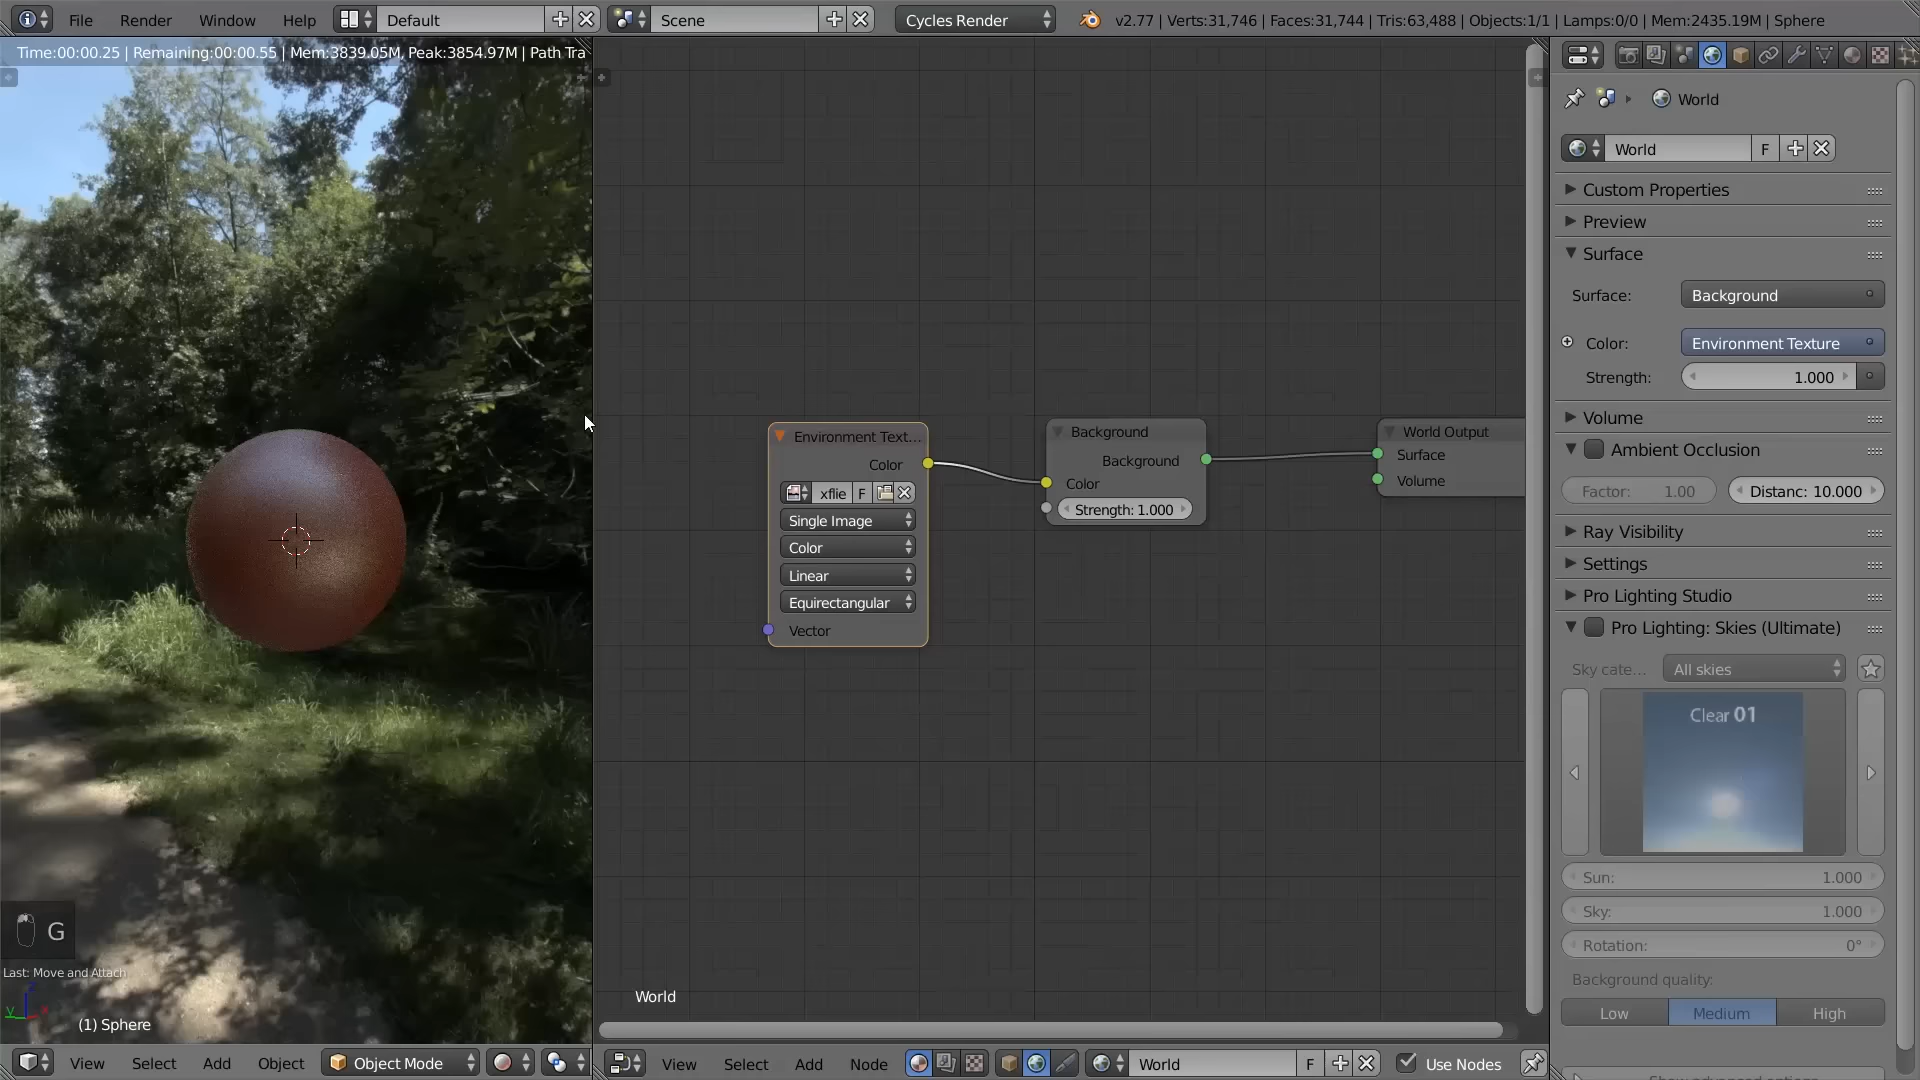 File Render Window Help Default Scene Cycles Render v2.77 | Verts:31,746 | Faces:31,744 | Tris:63,488 | Objects:1/1 | Lamps:0/0 | Mem:2435.19M | Sphere
Time:00:00.25 | Remaining:00:00.55 | Mem:3839.05M, Peak:3854.97M | Path Tra
G
Last: Move and Attach
z
y x
(1) Sphere
View Select Add Object Object Mode
Environment Text...
Color
xflie F
Single Image
Color
Linear
Equirectangular
Vector
Background
Background
Color
Strength: 1.000
World Output
Surface
Volume
World
View Select Add Node World F Use Nodes
World
World F
Custom Properties
Preview
Surface
Surface: Background
Color: Environment Texture
Strength: 1.000
Volume
Ambient Occlusion
Factor: 1.00 Distanc: 10.000
Ray Visibility
Settings
Pro Lighting Studio
Pro Lighting: Skies (Ultimate)
Sky cate... All skies
Clear 01
Sun: 1.000
Sky: 1.000
Rotation: 0°
Background quality:
Low Medium High
Show advanced options